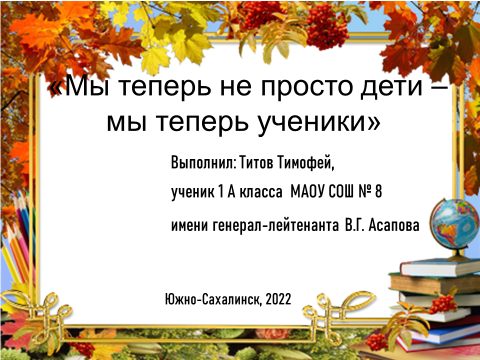 «Мы теперь не просто дети –
мы теперь ученики»
Выполнил: Титов Тимофей,
ученик 1 А класса МАОУ СОШ № 8
имени генерал-лейтенанта В.Г. Асапова
Южно-Сахалинск, 2022